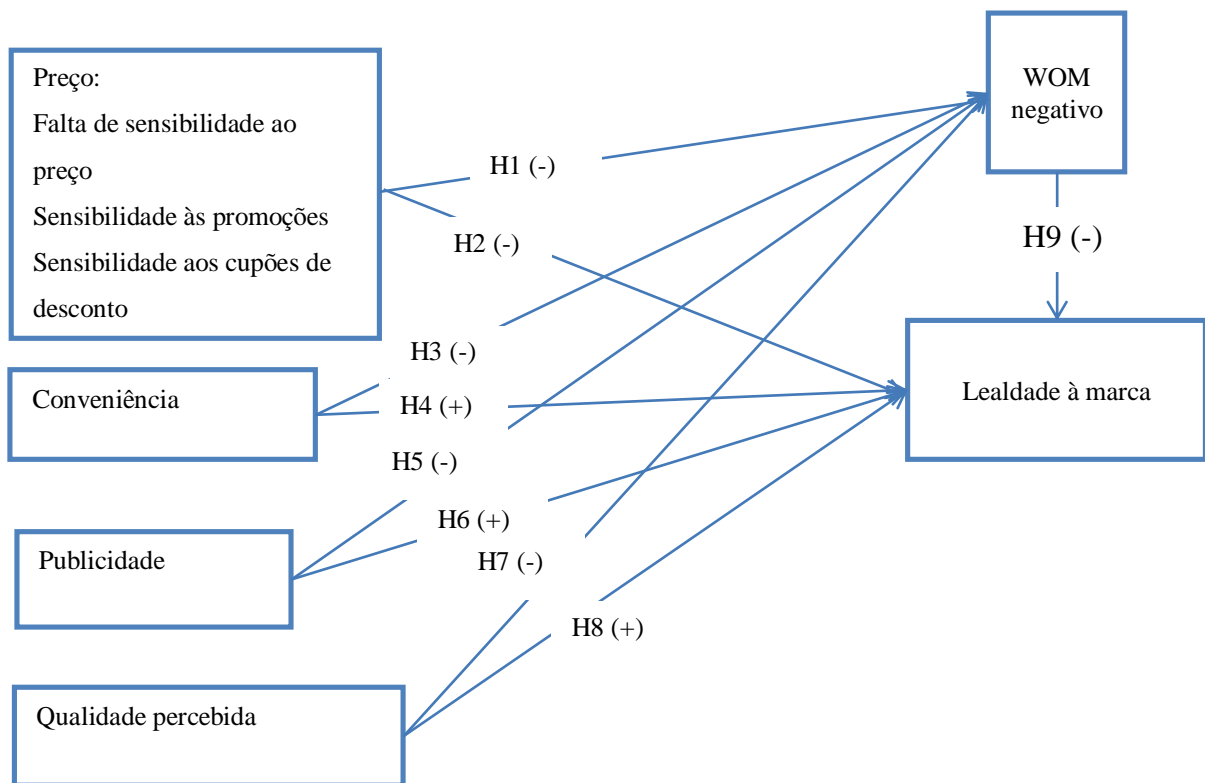 Preço:
Falta de sensibilidade ao
preço
Sensibilidade às promoções
Sensibilidade aos cupões de
desconto
WOM
negativo
H1 (-)
H2 (-)
H9 (-)
H3 (-)
Conveniência
H4 (+)
Lealdade à marca
H5 (-)
H6 (+)
Publicidade
H7 (-)
H8 (+)
Qualidade percebida